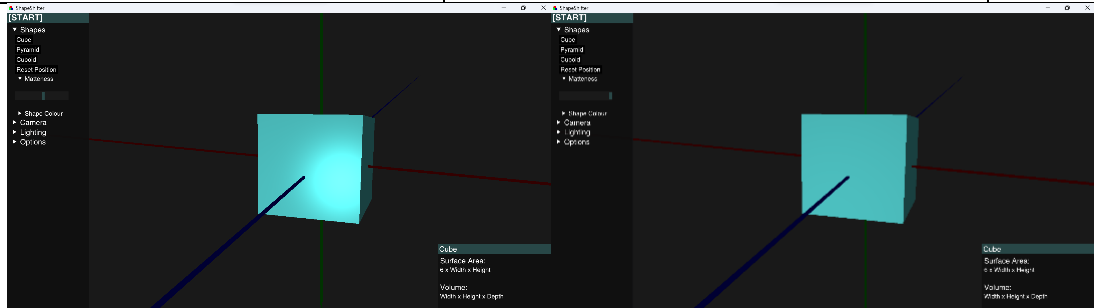 ShapeShifter
[START]
Shapes
Cube
Pyramid
Cuboid
Reset Position
Matteness
Shape Colour
Camera
Lighting
Options
Cube
Surface Area:
6 x Width x Height
Volume:
Width x Height x Depth
ShapeShifter
[START]
Shapes
Cube
Pyramid
Cuboid
Reset Position
Matteness
Shape Colour
Camera
Lighting
Options
Cube
Surface Area:
6 x Width x Height
Volume:
Width x Height x Depth